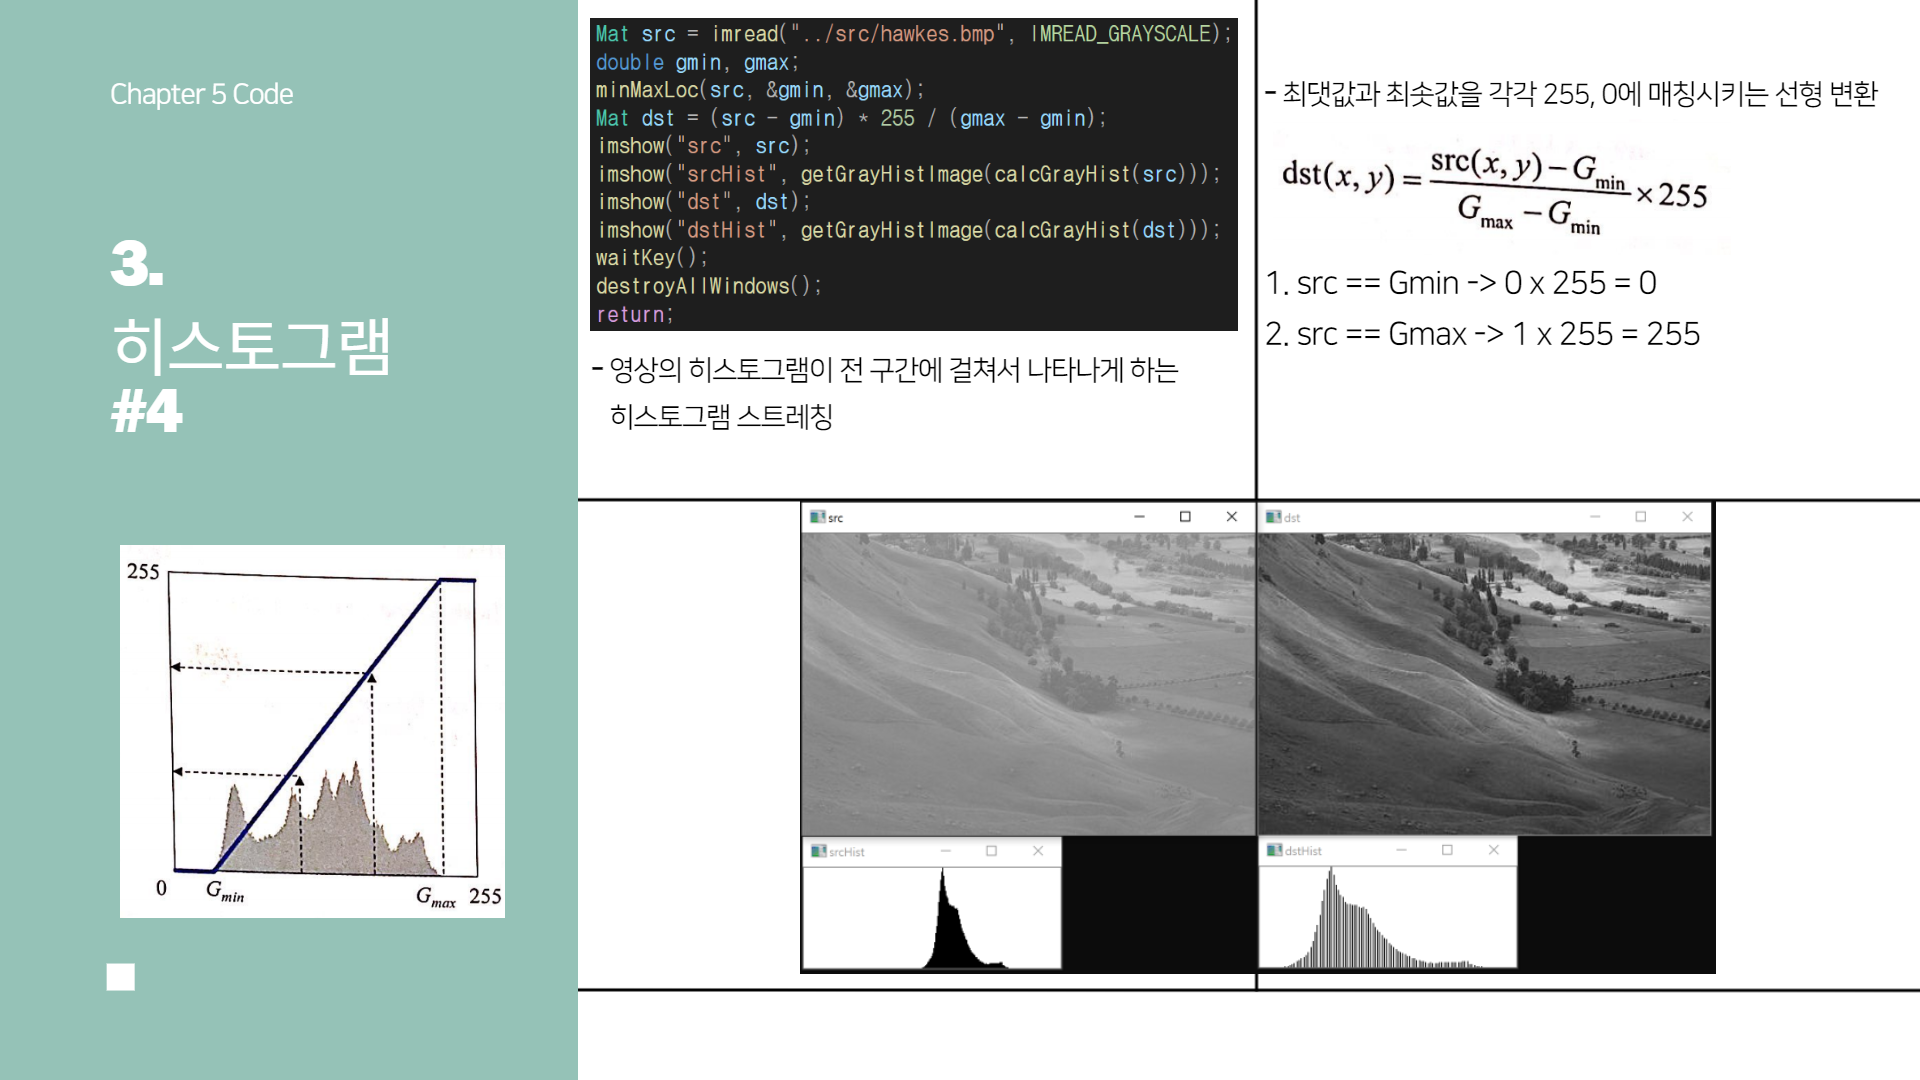 Chapter 5 Code
3.
히스토그램
#4
255
0
Gmin
Gmax
255
Mat src = imread("../src/hawkes.bmp", IMREAD_GRAYSCALE);
double gmin, gmax;
minMaxLoc(src, &gmin, &gmax);
Mat dst = (src - gmin) * 255 / (gmax - gmin);
imshow("src", src);
imshow("srcHist", getGrayHistImage(calcGrayHist(src)));
imshow("dst", dst);
imshow("dstHist", getGrayHistImage(calcGrayHist(dst)));
waitKey();
destroyAllWindows();
return;
- 영상의 히스토그램이 전 구간에 걸쳐서 나타나게 하는
히스토그램 스트레칭
- 최댓값과 최솟값을 각각 255, 0에 매칭시키는 선형 변환
dst(x, y) = src(x, y) - Gmin / Gmax - Gmin × 255
1. src == Gmin -> 0 x 255 = 0
2. src == Gmax -> 1 x 255 = 255
src
dst
srcHist
dstHist